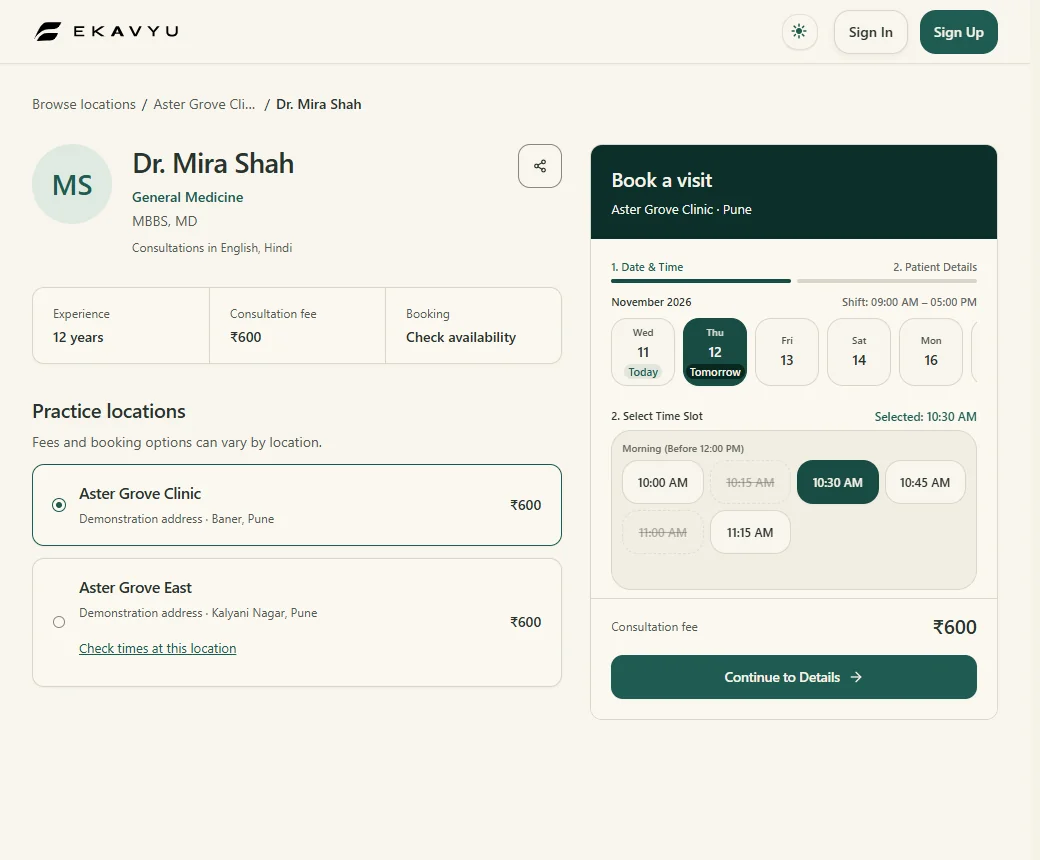 EKAVYU
Sign In
Sign Up
Browse locations / Aster Grove Cli... / Dr. Mira Shah
MS
Dr. Mira Shah
General Medicine
MBBS, MD
Consultations in English, Hindi
Experience
12 years
Consultation fee
₹600
Booking
Check availability
Practice locations
Fees and booking options can vary by location.
Aster Grove Clinic
Demonstration address · Baner, Pune
₹600
Aster Grove East
Demonstration address · Kalyani Nagar, Pune
₹600
Check times at this location
Book a visit
Aster Grove Clinic · Pune
1. Date & Time
2. Patient Details
November 2026
Shift: 09:00 AM – 05:00 PM
Wed
11
Today
Thu
12
Tomorrow
Fri
13
Sat
14
Mon
16
2. Select Time Slot
Selected: 10:30 AM
Morning (Before 12:00 PM)
10:00 AM
10:15 AM
10:30 AM
10:45 AM
11:00 AM
11:15 AM
Consultation fee
₹600
Continue to Details →